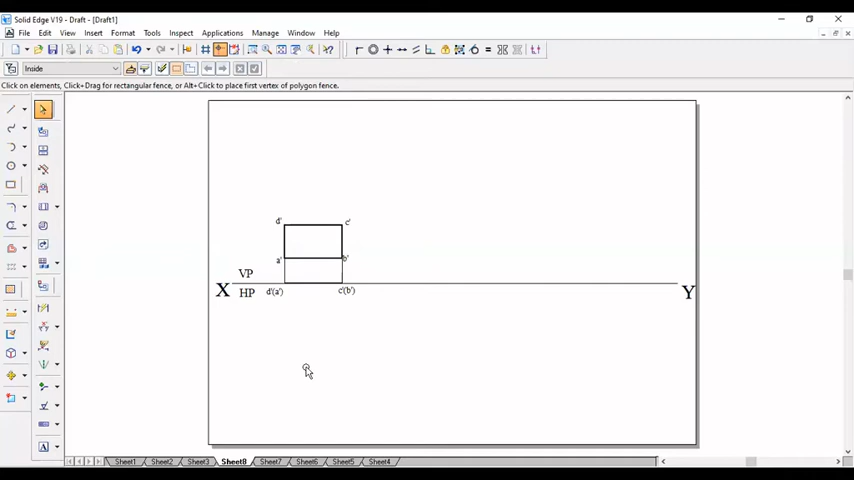 Solid Edge V19 - Draft - [Draft1]
File Edit View Insert Format Tools Inspect Applications Manage Window Help
Inside
Click on elements, Click+Drag for rectangular fence, or Alt+Click to place first vertex of polygon fence.
d' c'
a' b'
VP
X HP d'(a') c'(b') Y
A
Sheet1 Sheet2 Sheet3 Sheet8 Sheet7 Sheet6 Sheet5 Sheet4